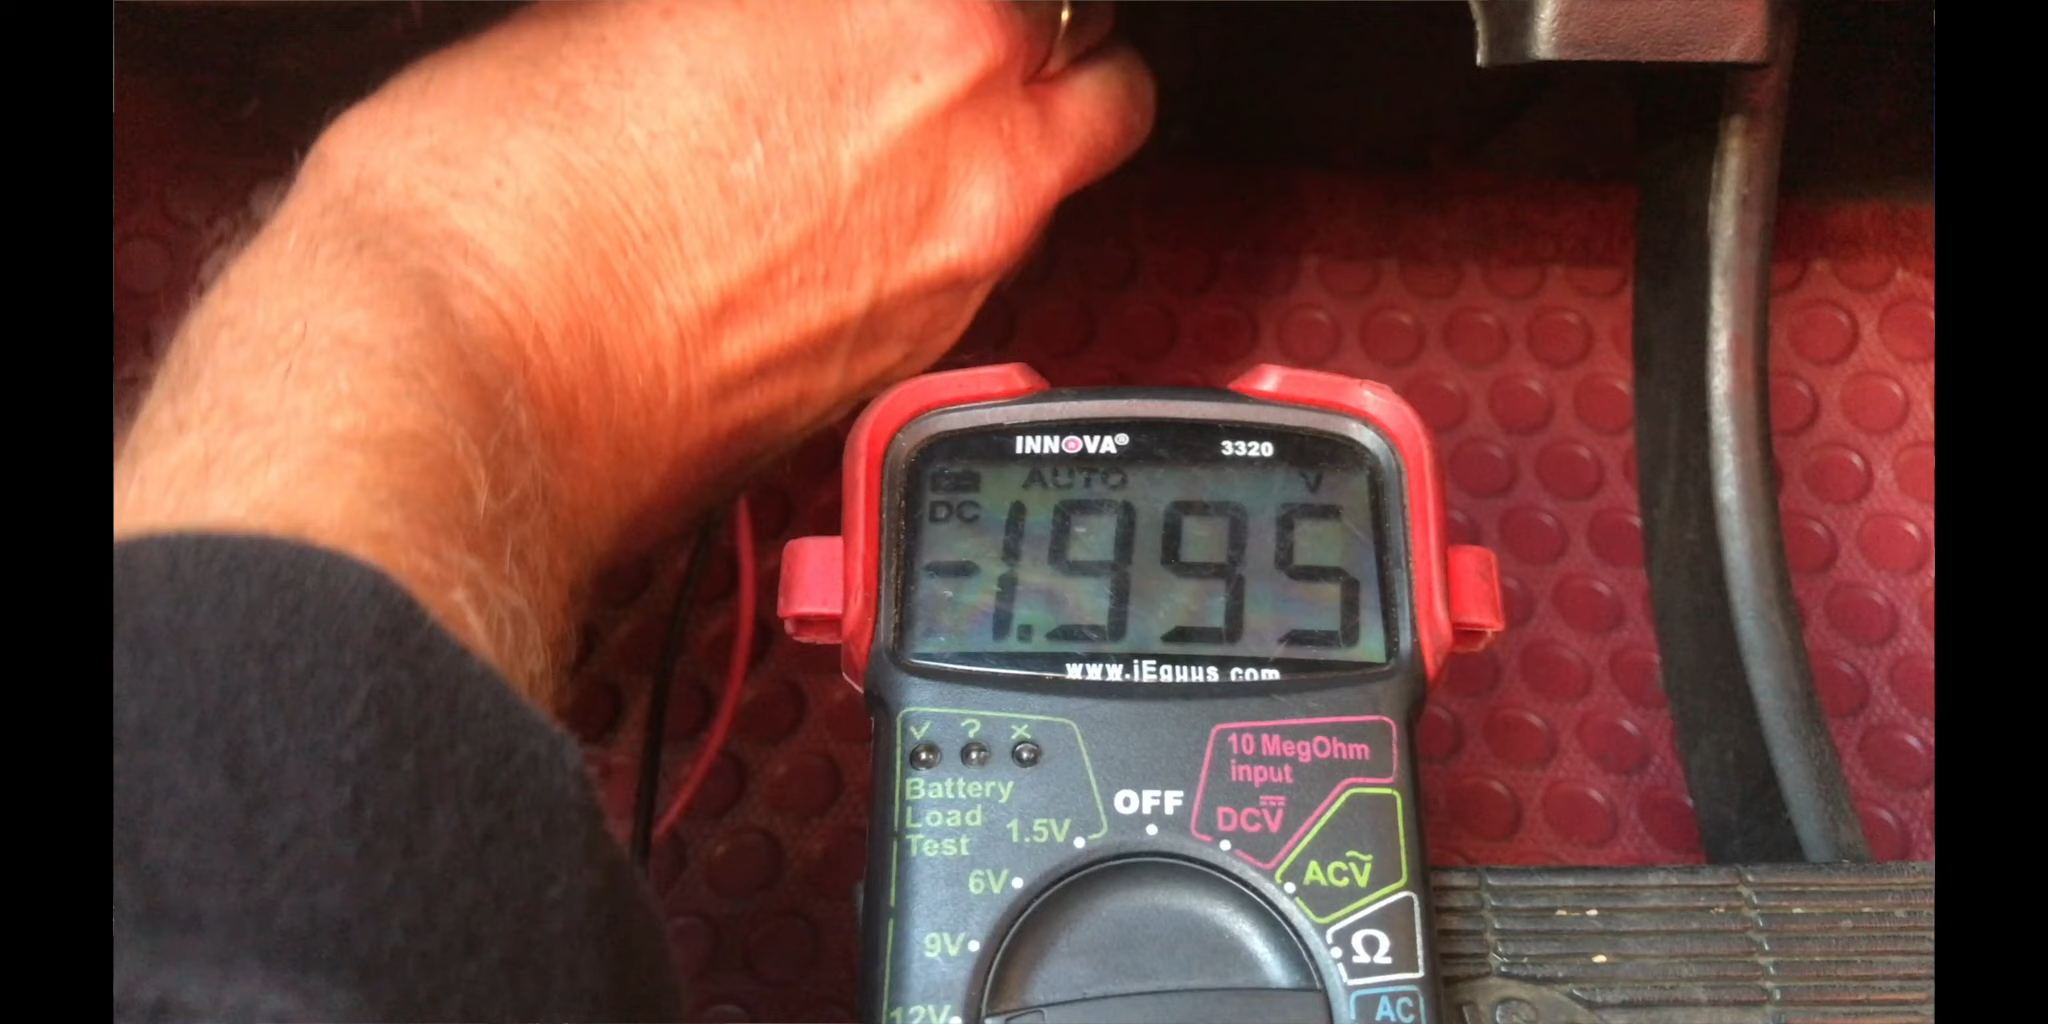 INNOVA® 3320
AUTO V
DC
-1.995
www.iEquus.com
✓ ? ×
Battery
Load
Test
1.5V
OFF
10 MegOhm
input
DCV
ACV
6V
9V
Ω
12V
AC